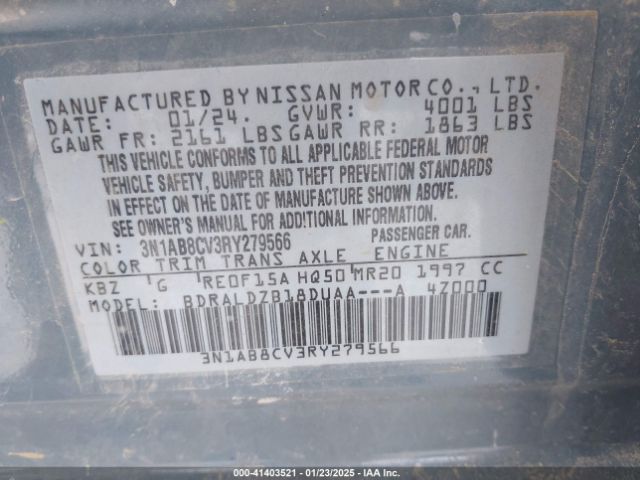 MANUFACTURED BY NISSAN MOTOR CO., LTD.
DATE: 01/24. GVWR: 4001 LBS
GAWR FR: 2161 LBS GAWR RR: 1863 LBS
THIS VEHICLE CONFORMS TO ALL APPLICABLE FEDERAL MOTOR
VEHICLE SAFETY, BUMPER AND THEFT PREVENTION STANDARDS
IN EFFECT ON THE DATE OF MANUFACTURE SHOWN ABOVE.
SEE OWNER'S MANUAL FOR ADDITIONAL INFORMATION.
VIN: 3N1AB8CV3RY279566 PASSENGER CAR.
COLOR TRIM TRANS AXLE ENGINE
KBZ G RE0F15A HQ50 MR20 1997 CC
MODEL: BDRALDZB18DUAA---A 4Z000
3N1AB8CV3RY279566
000-41403521 | 01/23/2025 - IAA Inc.